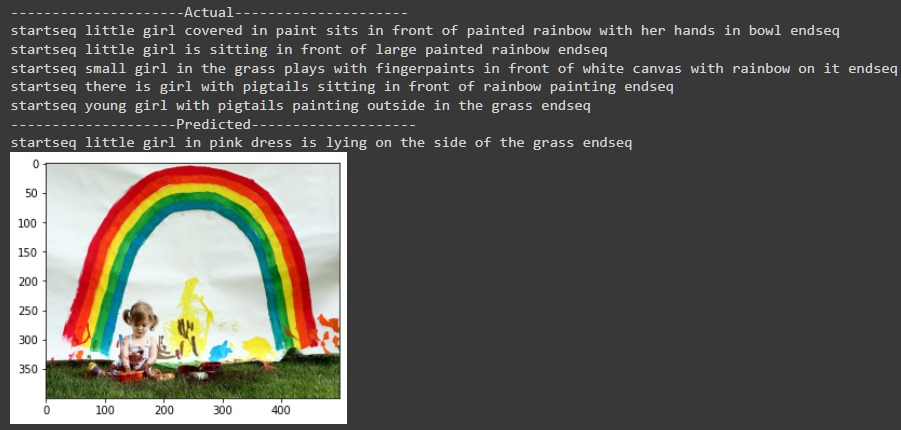 ---------------------Actual---------------------
startseq little girl covered in paint sits in front of painted rainbow with her hands in bowl endseq
startseq little girl is sitting in front of large painted rainbow endseq
startseq small girl in the grass plays with fingerpaints in front of white canvas with rainbow on it endseq
startseq there is girl with pigtails sitting in front of rainbow painting endseq
startseq young girl with pigtails painting outside in the grass endseq
--------------------Predicted--------------------
startseq little girl in pink dress is lying on the side of the grass endseq
0
50
100
150
200
250
300
350
0 100 200 300 400